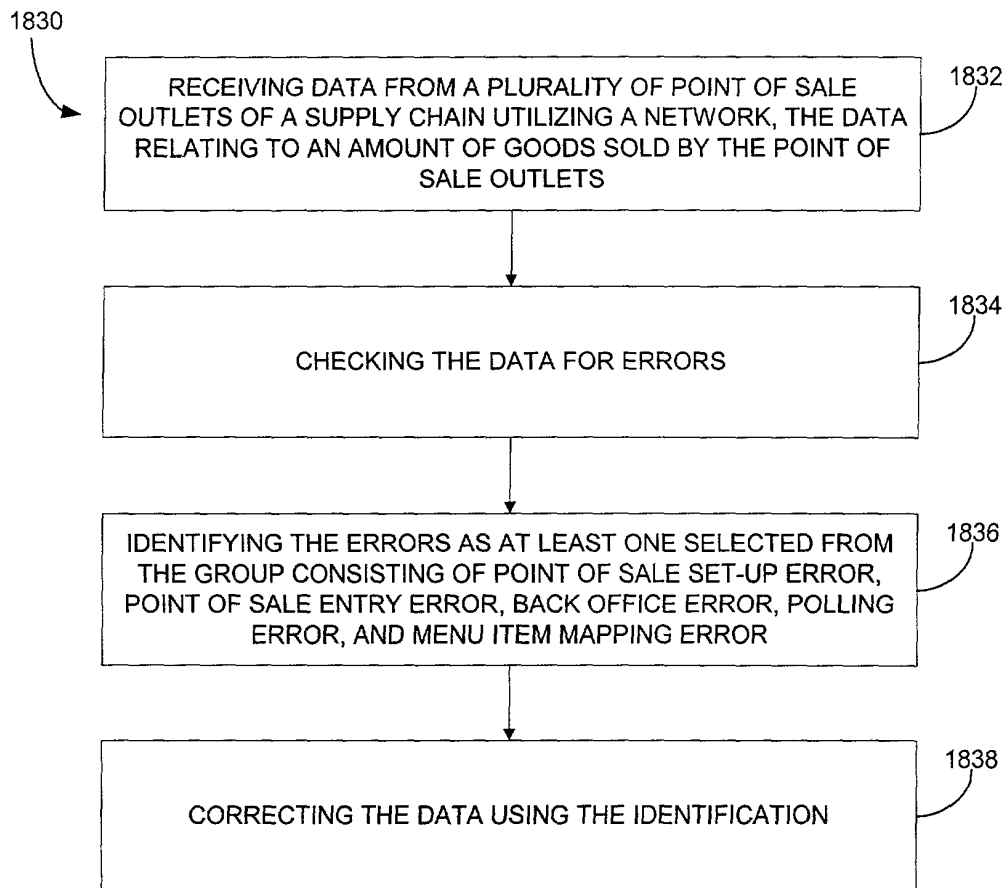 1830
1832
RECEIVING DATA FROM A PLURALITY OF POINT OF SALE
OUTLETS OF A SUPPLY CHAIN UTILIZING A NETWORK, THE DATA
RELATING TO AN AMOUNT OF GOODS SOLD BY THE POINT OF
SALE OUTLETS
1834
CHECKING THE DATA FOR ERRORS
1836
IDENTIFYING THE ERRORS AS AT LEAST ONE SELECTED FROM
THE GROUP CONSISTING OF POINT OF SALE SET-UP ERROR,
POINT OF SALE ENTRY ERROR, BACK OFFICE ERROR, POLLING
ERROR, AND MENU ITEM MAPPING ERROR
1838
CORRECTING THE DATA USING THE IDENTIFICATION